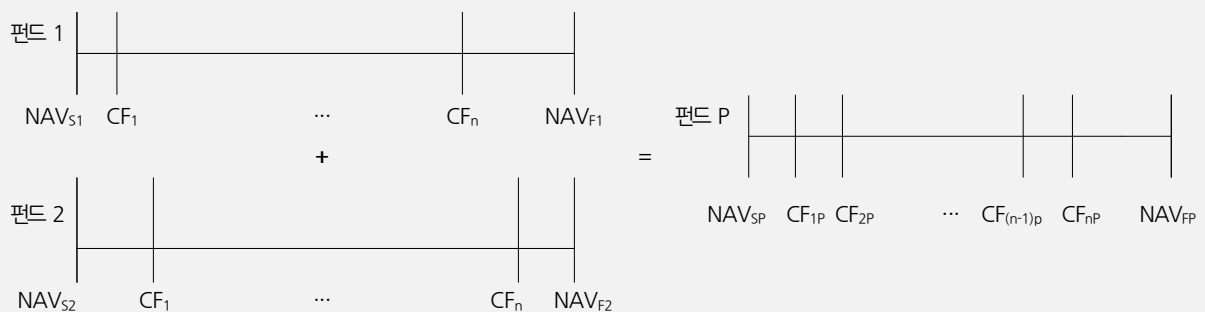 펀드 1
NAVS1 CF1 ... CFn NAVF1
+
펀드 2
NAVS2 CF1 ... CFn NAVF2
=
펀드 P
NAVSP CF1P CF2P ... CF(n-1)p CFnP NAVFP